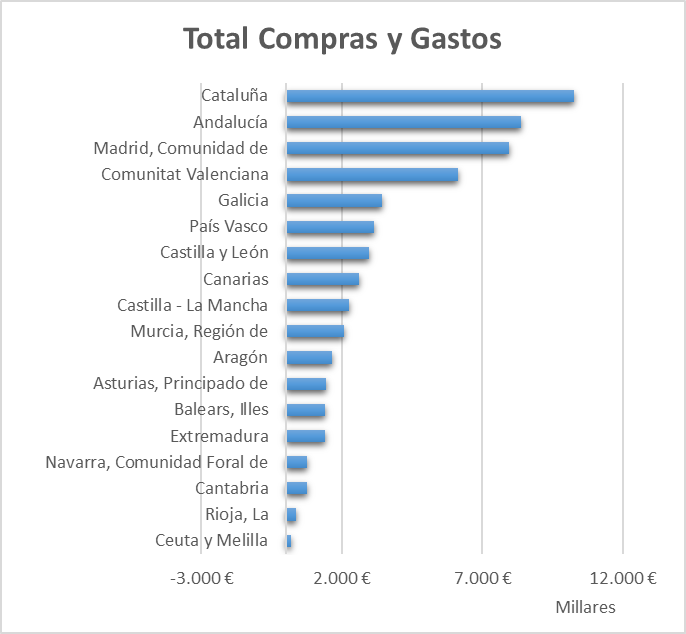 Total Compras y Gastos
Cataluña
Andalucía
Madrid, Comunidad de
Comunitat Valenciana
Galicia
País Vasco
Castilla y León
Canarias
Castilla - La Mancha
Murcia, Región de
Aragón
Asturias, Principado de
Balears, Illes
Extremadura
Navarra, Comunidad Foral de
Cantabria
Rioja, La
Ceuta y Melilla
-3.000 € 2.000 € 7.000 € 12.000 €
Millares